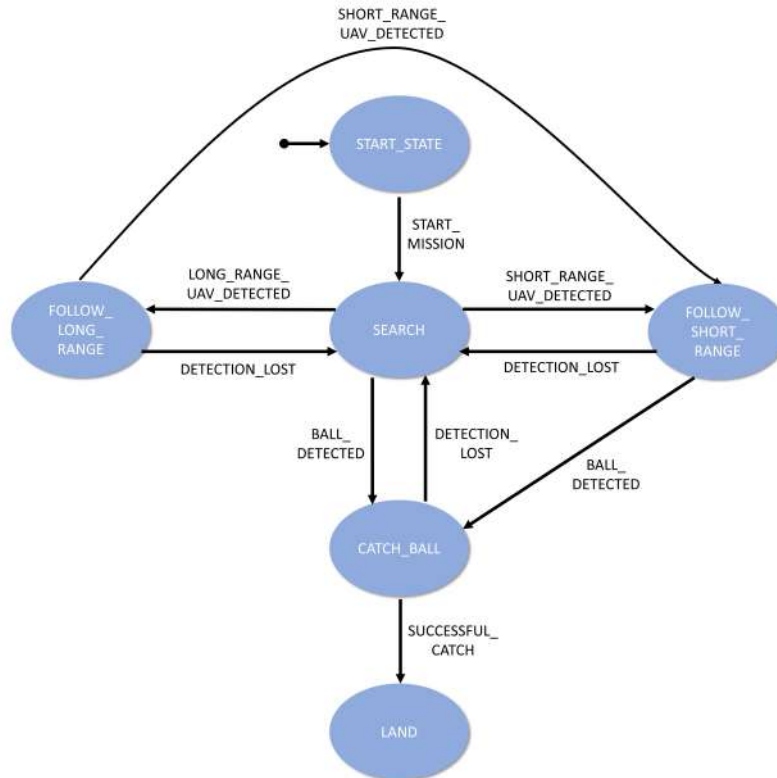 SHORT_RANGE_
UAV_DETECTED
START_STATE
START_
MISSION
LONG_RANGE_
UAV_DETECTED
SHORT_RANGE_
UAV_DETECTED
FOLLOW_
LONG_
RANGE
SEARCH
FOLLOW_
SHORT_
RANGE
DETECTION_LOST
DETECTION_LOST
BALL_
DETECTED
DETECTION_
LOST
BALL_
DETECTED
CATCH_BALL
SUCCESSFUL_
CATCH
LAND